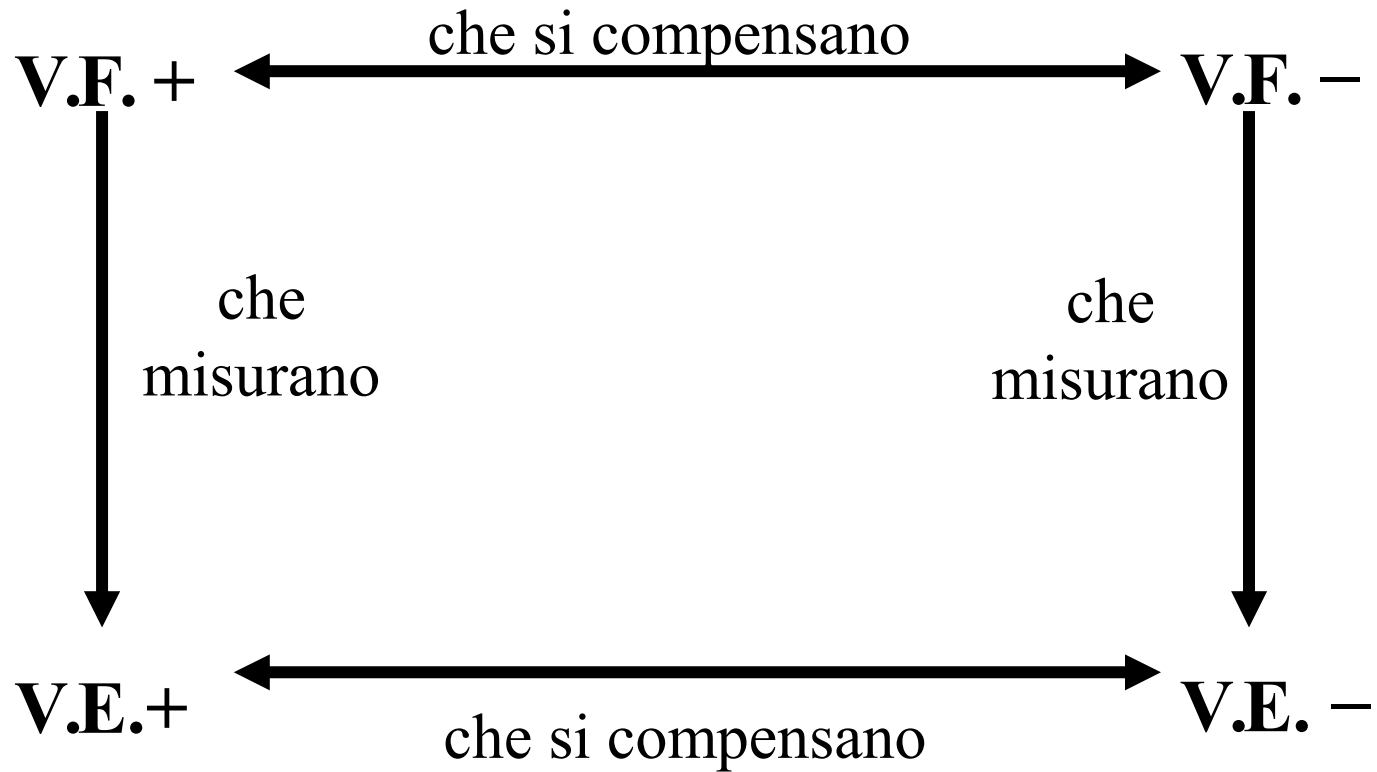 che si compensano
V.F. + V.F. –
che
misurano
che
misurano
V.E.+ V.E. –
che si compensano